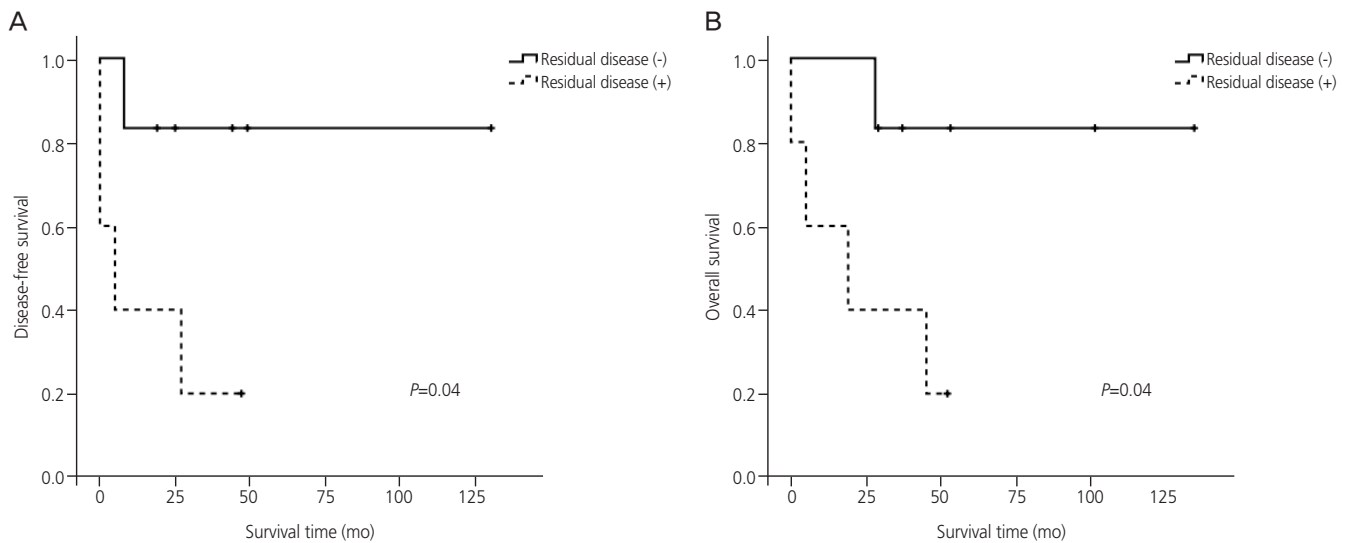 A
Residual disease (-)
Residual disease (+)
Disease-free survival
1.0
0.8
0.6
0.4
0.2
0.0
P=0.04
0 25 50 75 100 125
Survival time (mo)
B
Residual disease (-)
Residual disease (+)
Overall survival
1.0
0.8
0.6
0.4
0.2
0.0
P=0.04
0 25 50 75 100 125
Survival time (mo)